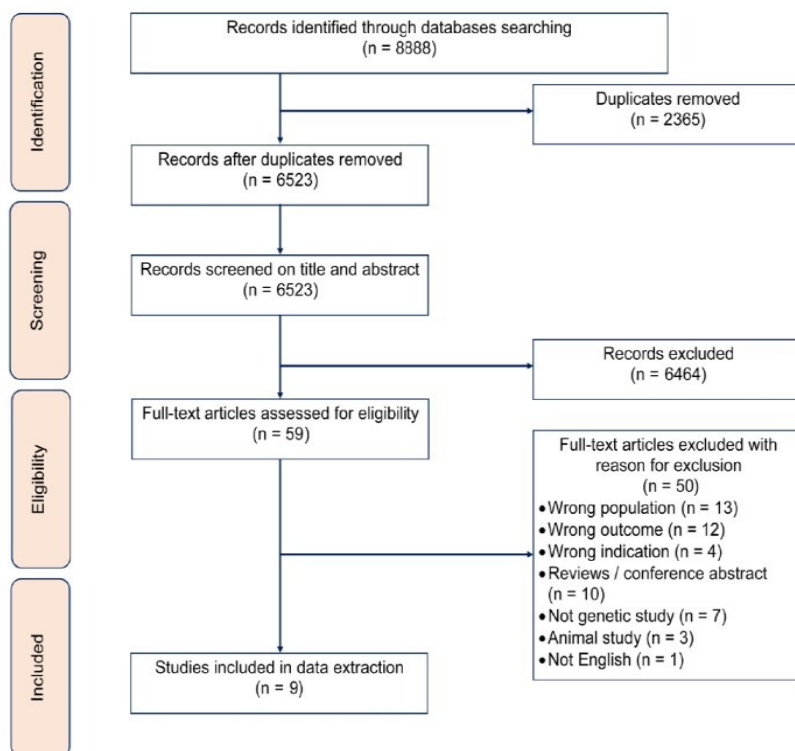 Identification
Records identified through databases searching
(n = 8888)
Duplicates removed
(n = 2365)
Records after duplicates removed
(n = 6523)
Screening
Records screened on title and abstract
(n = 6523)
Records excluded
(n = 6464)
Eligibility
Full-text articles assessed for eligibility
(n = 59)
Full-text articles excluded with
reason for exclusion
(n = 50)
•Wrong population (n = 13)
•Wrong outcome (n = 12)
•Wrong indication (n = 4)
•Reviews / conference abstract
(n = 10)
•Not genetic study (n = 7)
•Animal study (n = 3)
•Not English (n = 1)
Included
Studies included in data extraction
(n = 9)